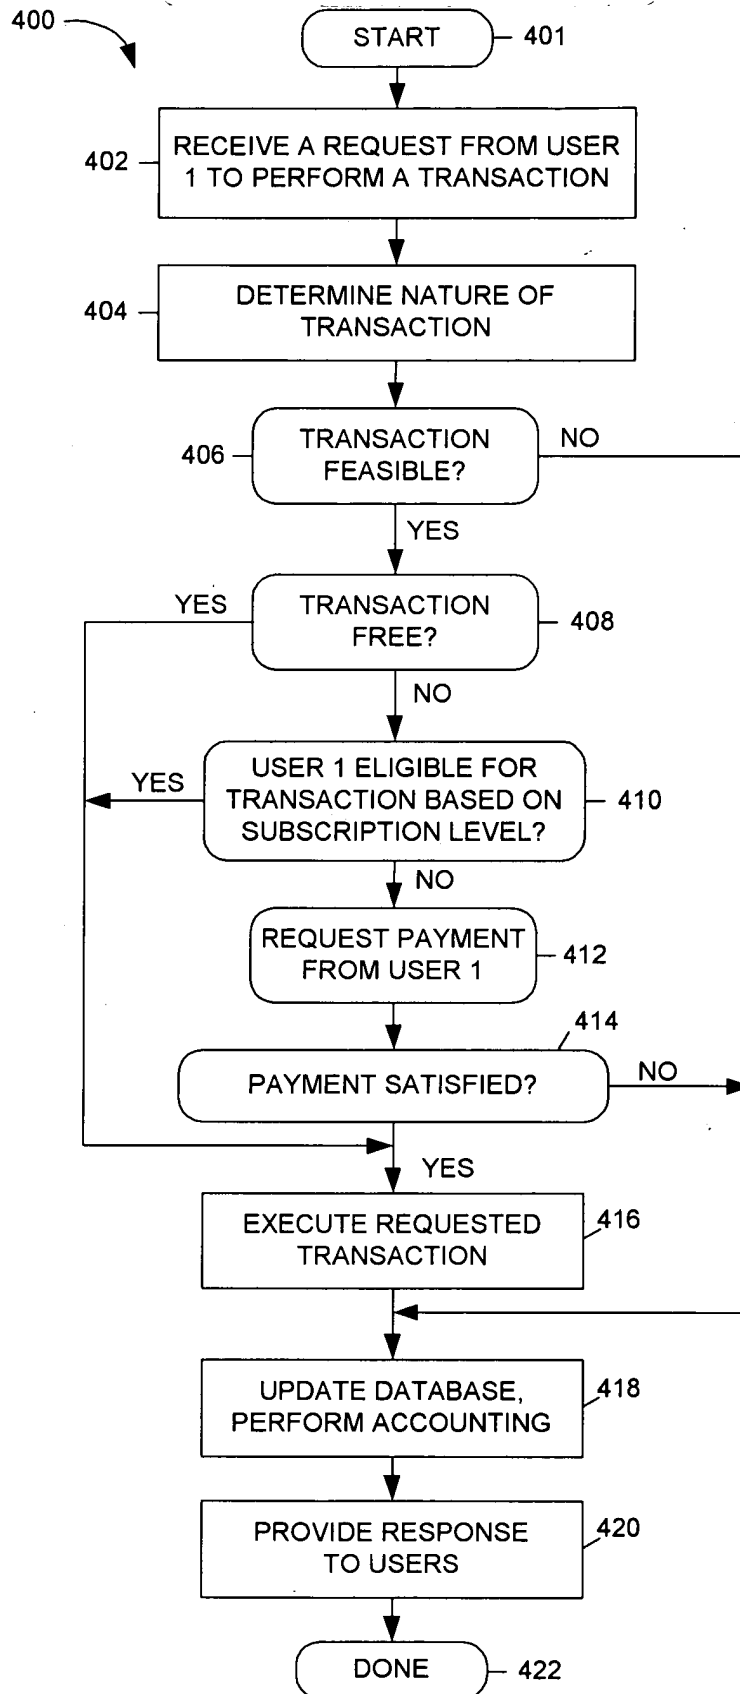 400
START
401
402
RECEIVE A REQUEST FROM USER
1 TO PERFORM A TRANSACTION
404
DETERMINE NATURE OF
TRANSACTION
406
TRANSACTION
FEASIBLE?
NO
YES
YES
TRANSACTION
FREE?
408
NO
YES
USER 1 ELIGIBLE FOR
TRANSACTION BASED ON
SUBSCRIPTION LEVEL?
410
NO
REQUEST PAYMENT
FROM USER 1
412
414
PAYMENT SATISFIED?
NO
YES
EXECUTE REQUESTED
TRANSACTION
416
UPDATE DATABASE,
PERFORM ACCOUNTING
418
PROVIDE RESPONSE
TO USERS
420
DONE
422